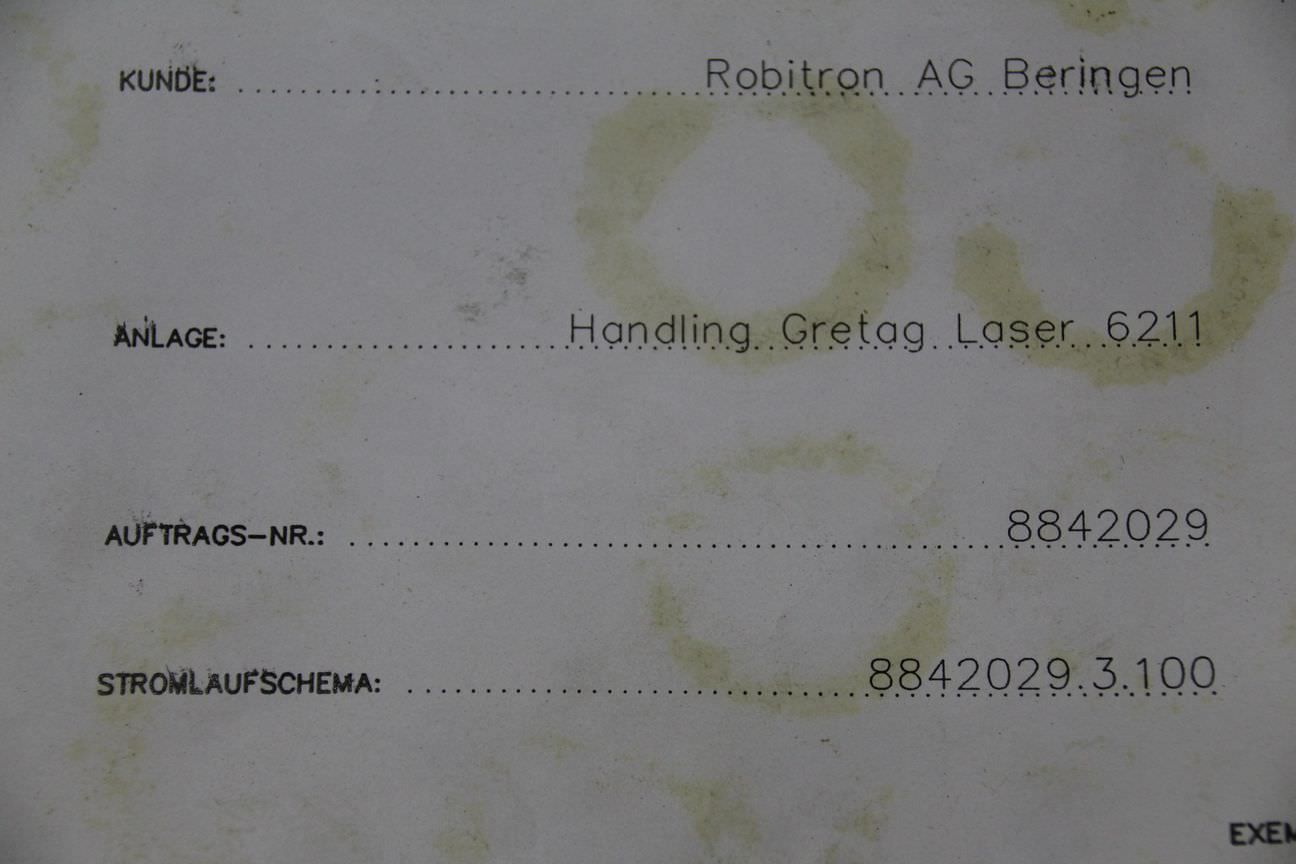 KUNDE: Robitron AG Beringen
ANLAGE: Handling Gretag Laser 6211
AUFTRAGS-NR.: 8842029
STROMLAUFSCHEMA: 8842029.3.100